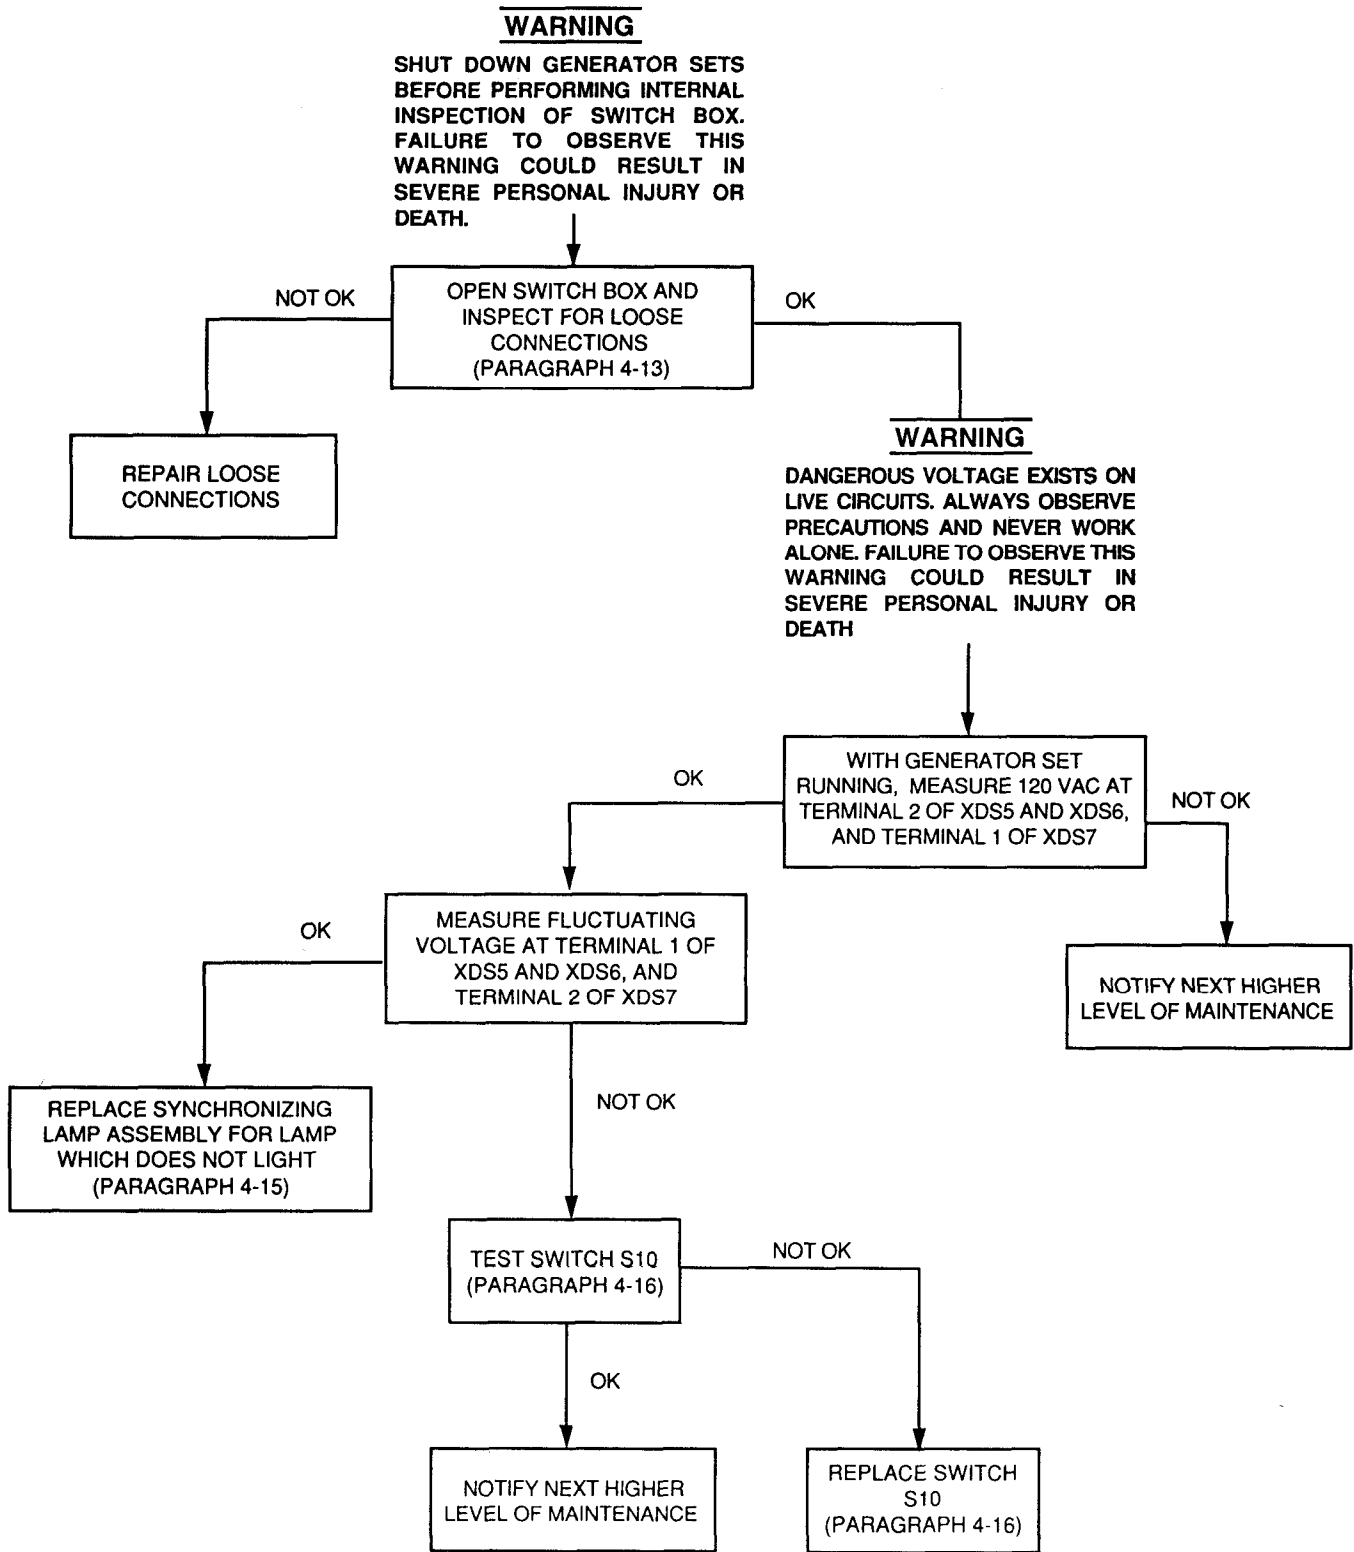 WARNING
SHUT DOWN GENERATOR SETS
BEFORE PERFORMING INTERNAL
INSPECTION OF SWITCH BOX.
FAILURE TO OBSERVE THIS
WARNING COULD RESULT IN
SEVERE PERSONAL INJURY OR
DEATH.
NOT OK
OPEN SWITCH BOX AND
INSPECT FOR LOOSE
CONNECTIONS
(PARAGRAPH 4-13)
OK
REPAIR LOOSE
CONNECTIONS
WARNING
DANGEROUS VOLTAGE EXISTS ON
LIVE CIRCUITS. ALWAYS OBSERVE
PRECAUTIONS AND NEVER WORK
ALONE. FAILURE TO OBSERVE THIS
WARNING COULD RESULT IN
SEVERE PERSONAL INJURY OR
DEATH
OK
WITH GENERATOR SET
RUNNING, MEASURE 120 VAC AT
TERMINAL 2 OF XDS5 AND XDS6,
AND TERMINAL 1 OF XDS7
NOT OK
OK
MEASURE FLUCTUATING
VOLTAGE AT TERMINAL 1 OF
XDS5 AND XDS6, AND
TERMINAL 2 OF XDS7
NOTIFY NEXT HIGHER
LEVEL OF MAINTENANCE
REPLACE SYNCHRONIZING
LAMP ASSEMBLY FOR LAMP
WHICH DOES NOT LIGHT
(PARAGRAPH 4-15)
NOT OK
TEST SWITCH S10
(PARAGRAPH 4-16)
NOT OK
OK
NOTIFY NEXT HIGHER
LEVEL OF MAINTENANCE
REPLACE SWITCH
S10
(PARAGRAPH 4-16)